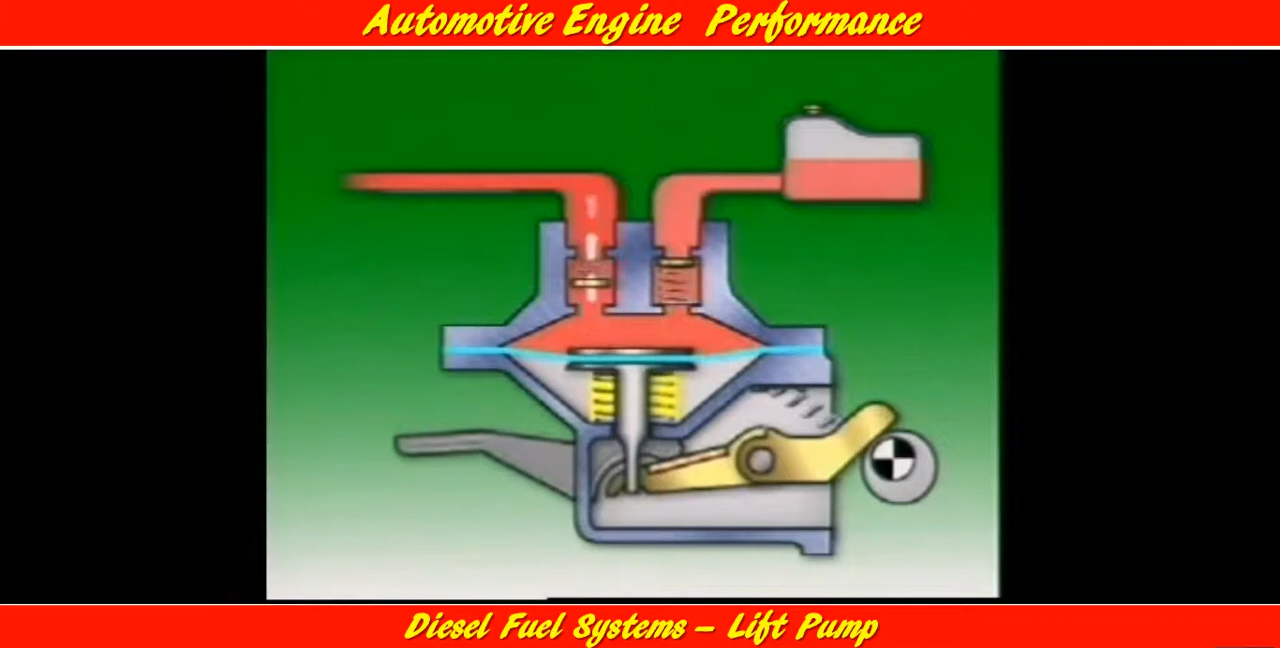 Automotive Engine Performance
Diesel Fuel Systems – Lift Pump